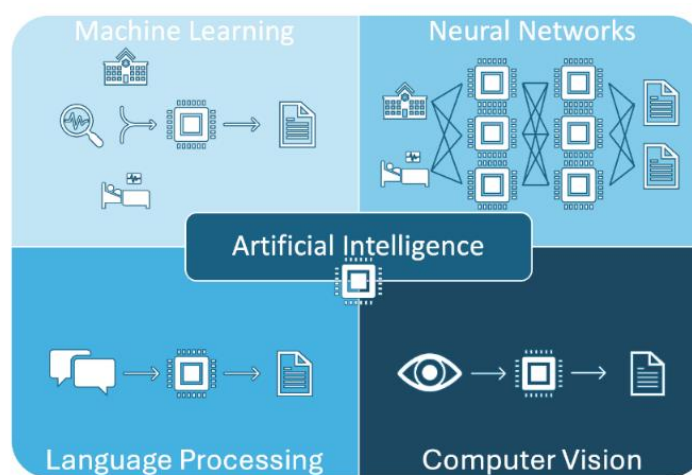 Machine Learning
Neural Networks
Artificial Intelligence
Language Processing
Computer Vision